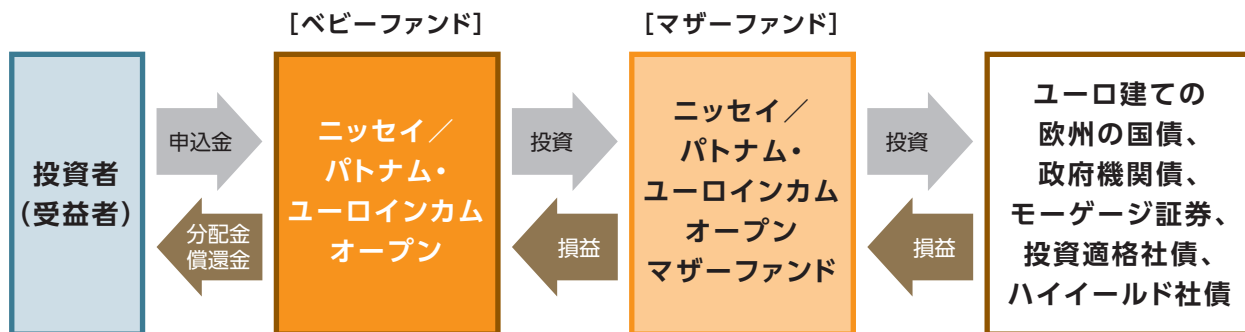 [ベビーファンド]
[マザーファンド]
投資者
(受益者)
申込金
分配金
償還金
ニッセイ／
パトナム・
ユーロインカム
オープン
投資
損益
ニッセイ／
パトナム・
ユーロインカム
オープン
マザーファンド
投資
損益
ユーロ建ての
欧州の国債、
政府機関債、
モーゲージ証券、
投資適格社債、
ハイイールド社債